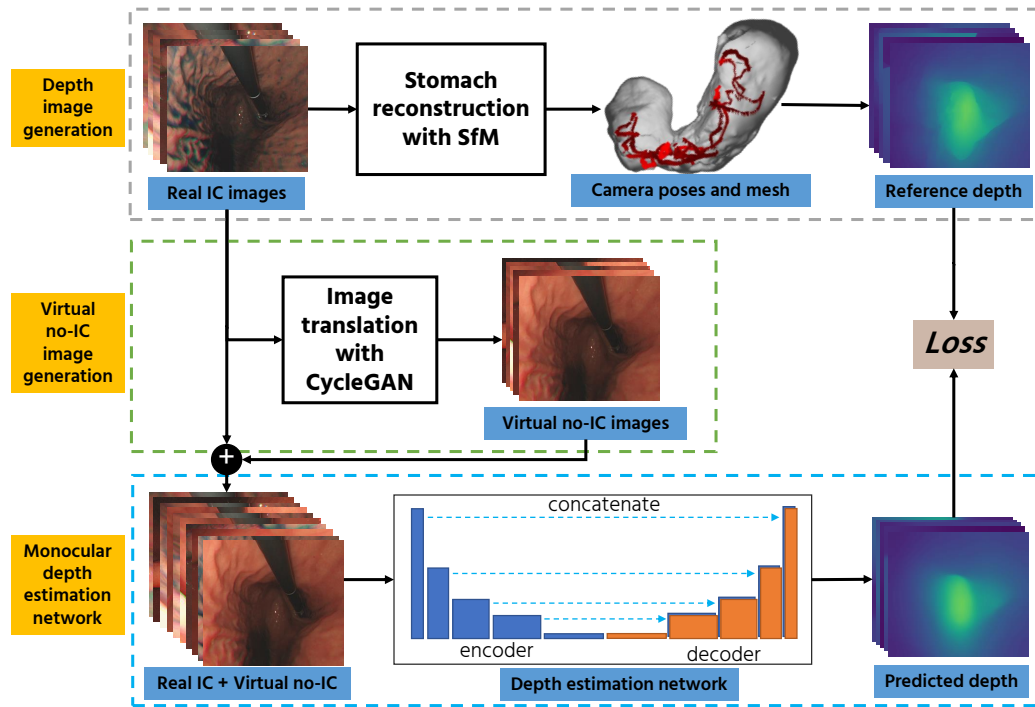 Depth
image
generation
Real IC images
Stomach
reconstruction
with SfM
Camera poses and mesh
Reference depth
Virtual
no-IC
image
generation
Image
translation
with
CycleGAN
Virtual no-IC images
Loss
+
Monocular
depth
estimation
network
Real IC + Virtual no-IC
concatenate
encoder
decoder
Depth estimation network
Predicted depth